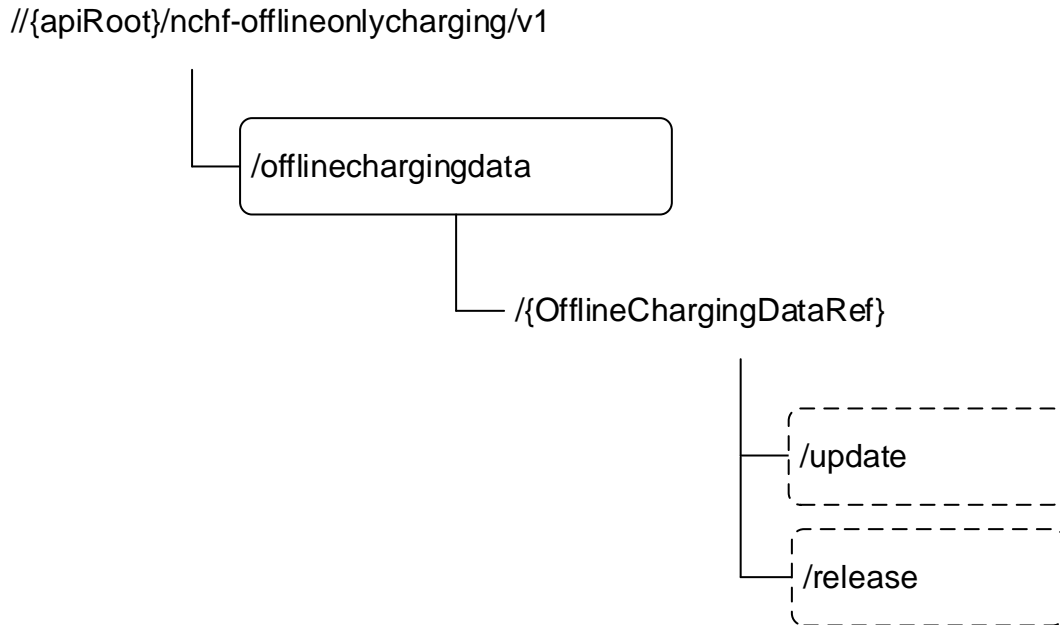 //{apiRoot}/nchf-offlineonlycharging/v1
/offlinechargingdata
/{OfflineChargingDataRef}
/update
/release